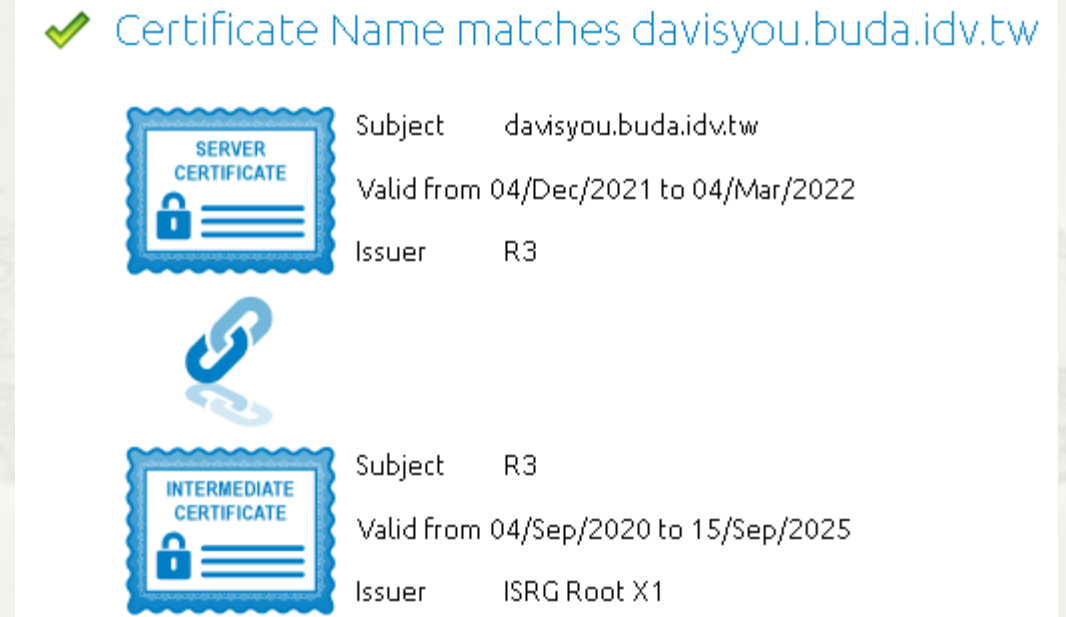 Certificate Name matches davisyou.buda.idv.tw
SERVER
CERTIFICATE
Subject davisyou.buda.idv.tw
Valid from 04/Dec/2021 to 04/Mar/2022
Issuer R3
INTERMEDIATE
CERTIFICATE
Subject R3
Valid from 04/Sep/2020 to 15/Sep/2025
Issuer ISRG Root X1